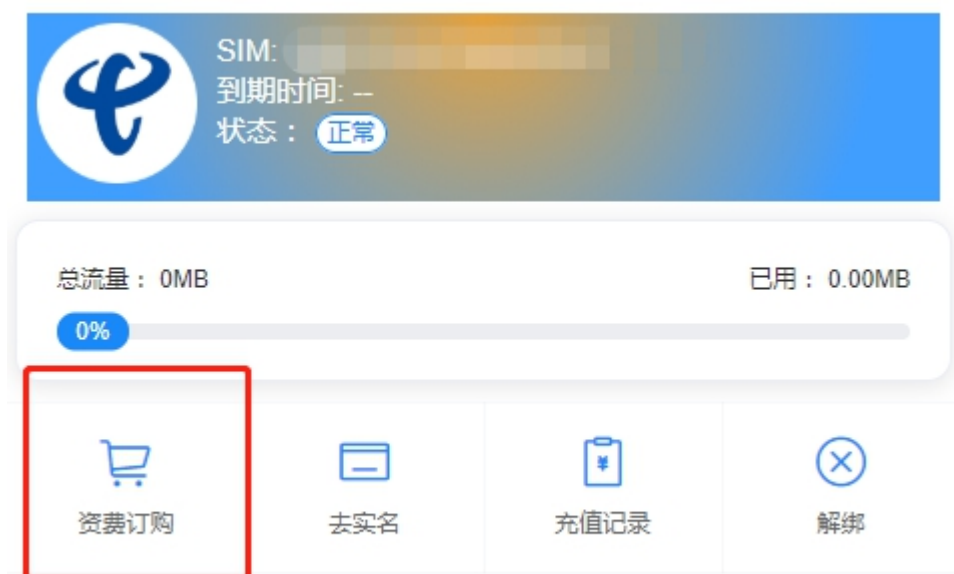 SIM:
到期时间: --
状态： 正常
总流量： 0MB 已用： 0.00MB
0%
资费订购 去实名 充值记录 解绑